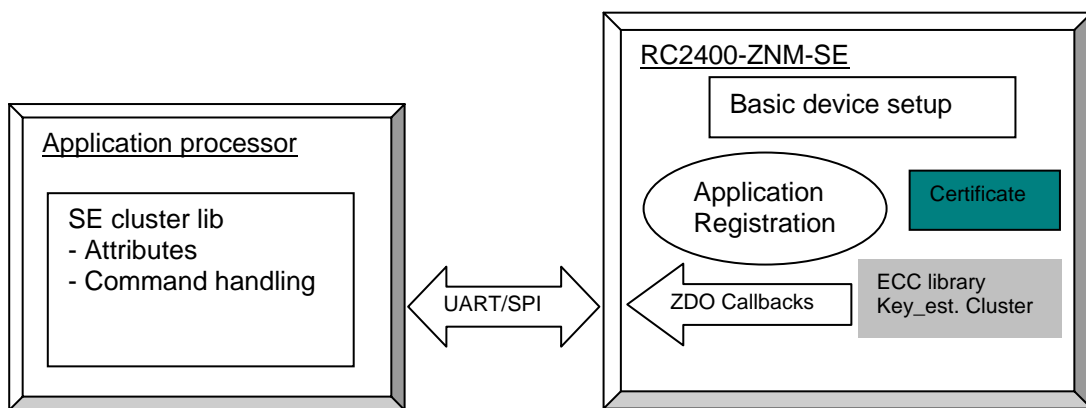 Application processor
SE cluster lib
- Attributes
- Command handling
UART/SPI
RC2400-ZNM-SE
Basic device setup
Application
Registration
Certificate
ZDO Callbacks
ECC library
Key_est. Cluster